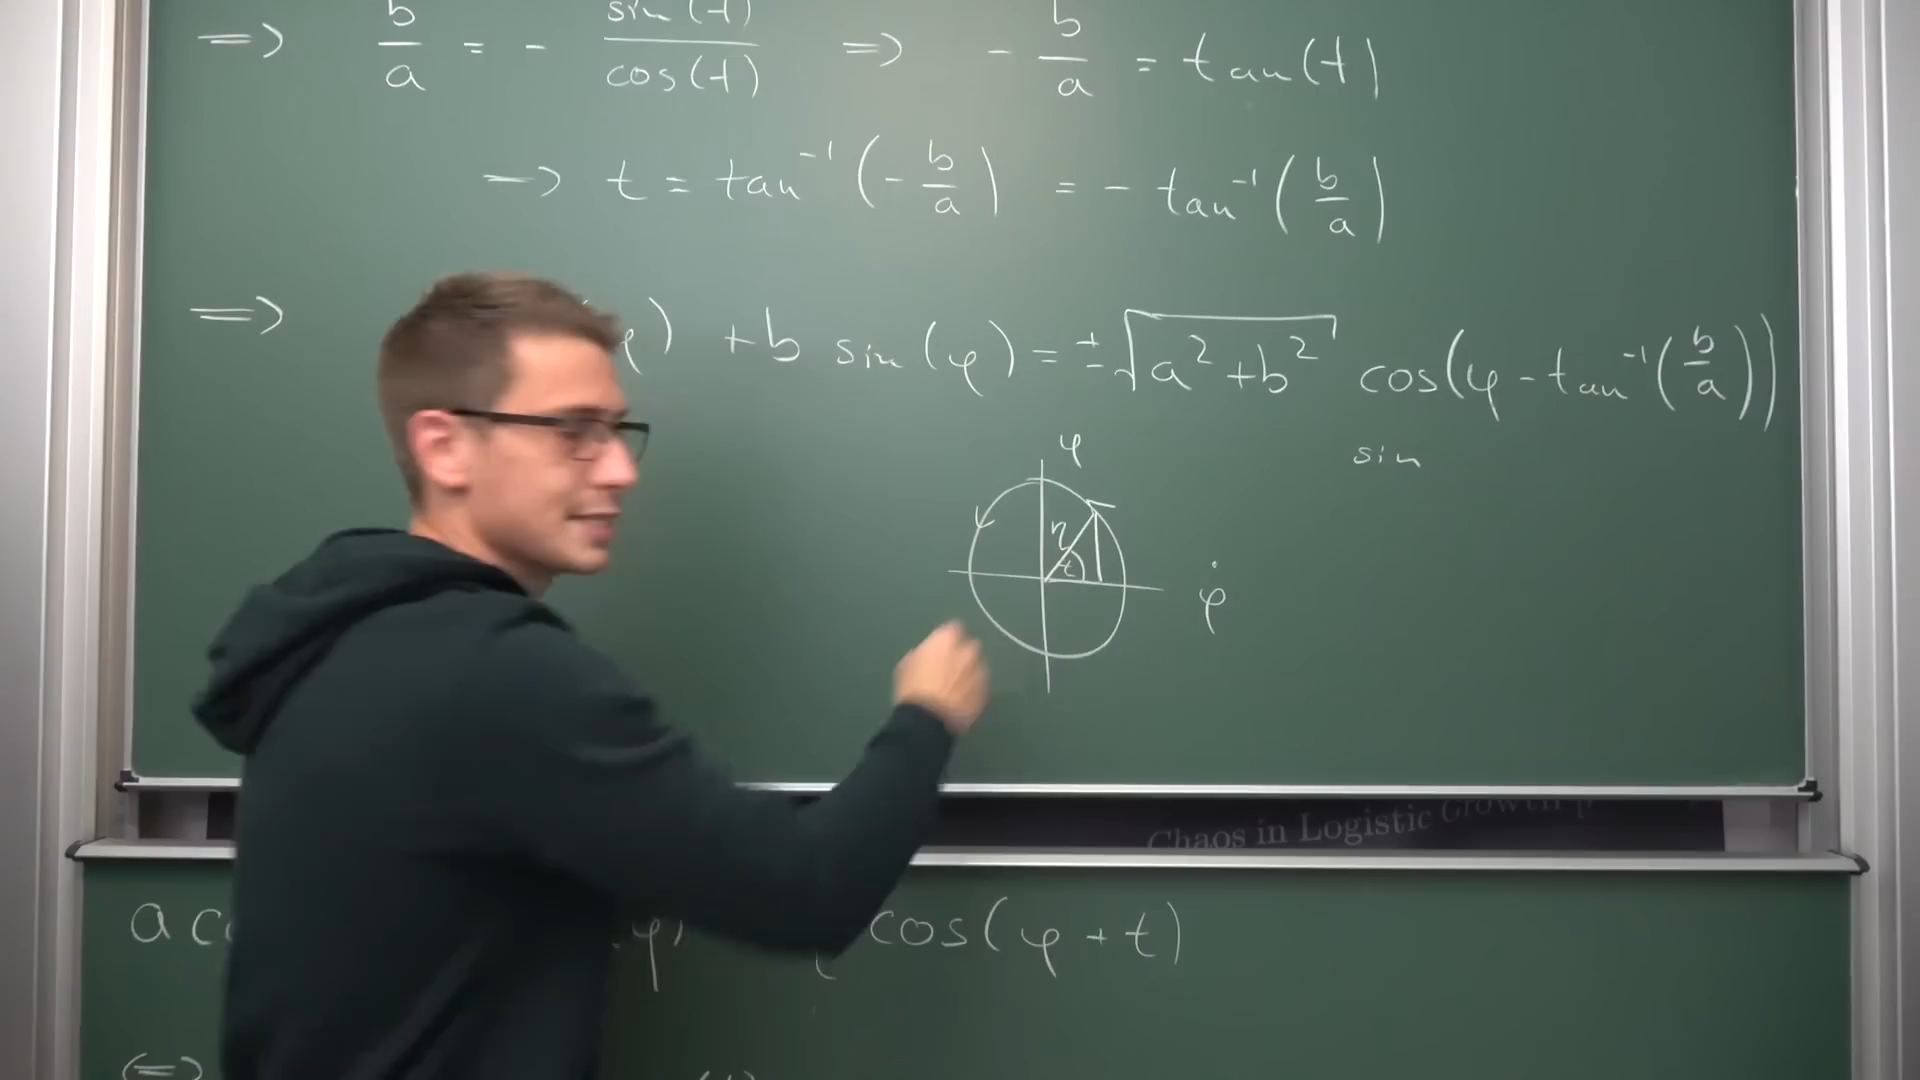 => b/a = - sin(t)/cos(t) => - b/a = tan(t)
=> t = tan⁻¹(-b/a) = - tan⁻¹(b/a)
=> φ) + b sin(φ) = ±√(a²+b²) cos(φ - tan⁻¹(b/a))
sin
φ
η
t
φ̇
Chaos in Logistic Growth
a co φ) cos(φ + t)
(=>